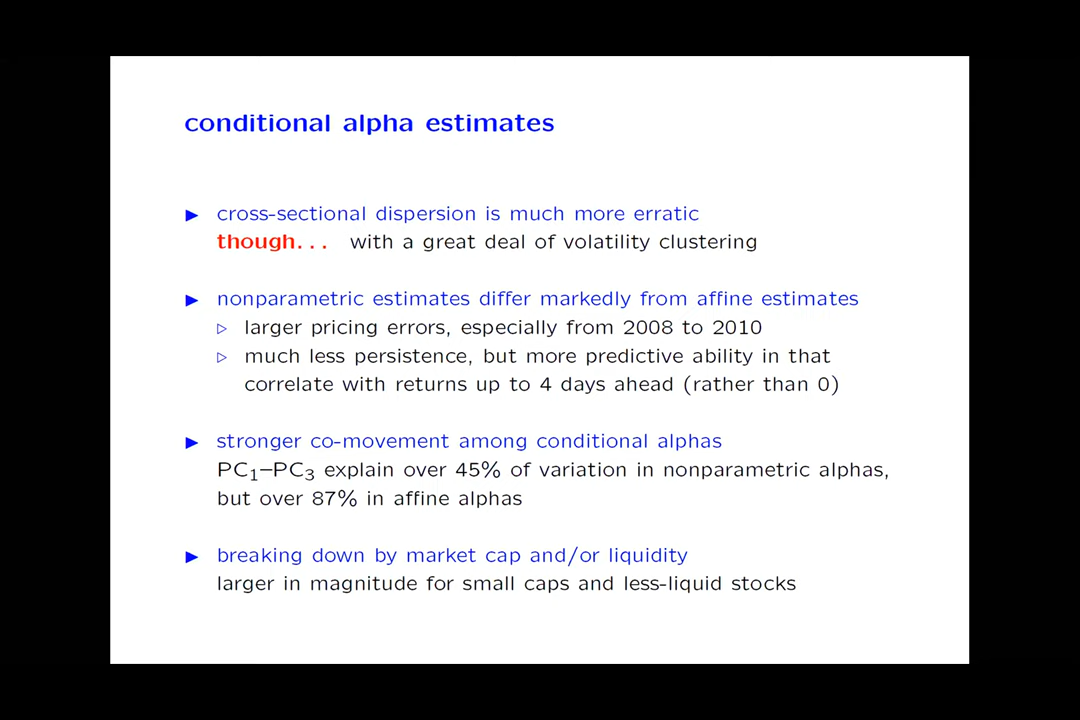 conditional alpha estimates
▶ cross-sectional dispersion is much more erratic
though... with a great deal of volatility clustering
▶ nonparametric estimates differ markedly from affine estimates
▷ larger pricing errors, especially from 2008 to 2010
▷ much less persistence, but more predictive ability in that
correlate with returns up to 4 days ahead (rather than 0)
▶ stronger co-movement among conditional alphas
PC₁–PC₃ explain over 45% of variation in nonparametric alphas,
but over 87% in affine alphas
▶ breaking down by market cap and/or liquidity
larger in magnitude for small caps and less-liquid stocks